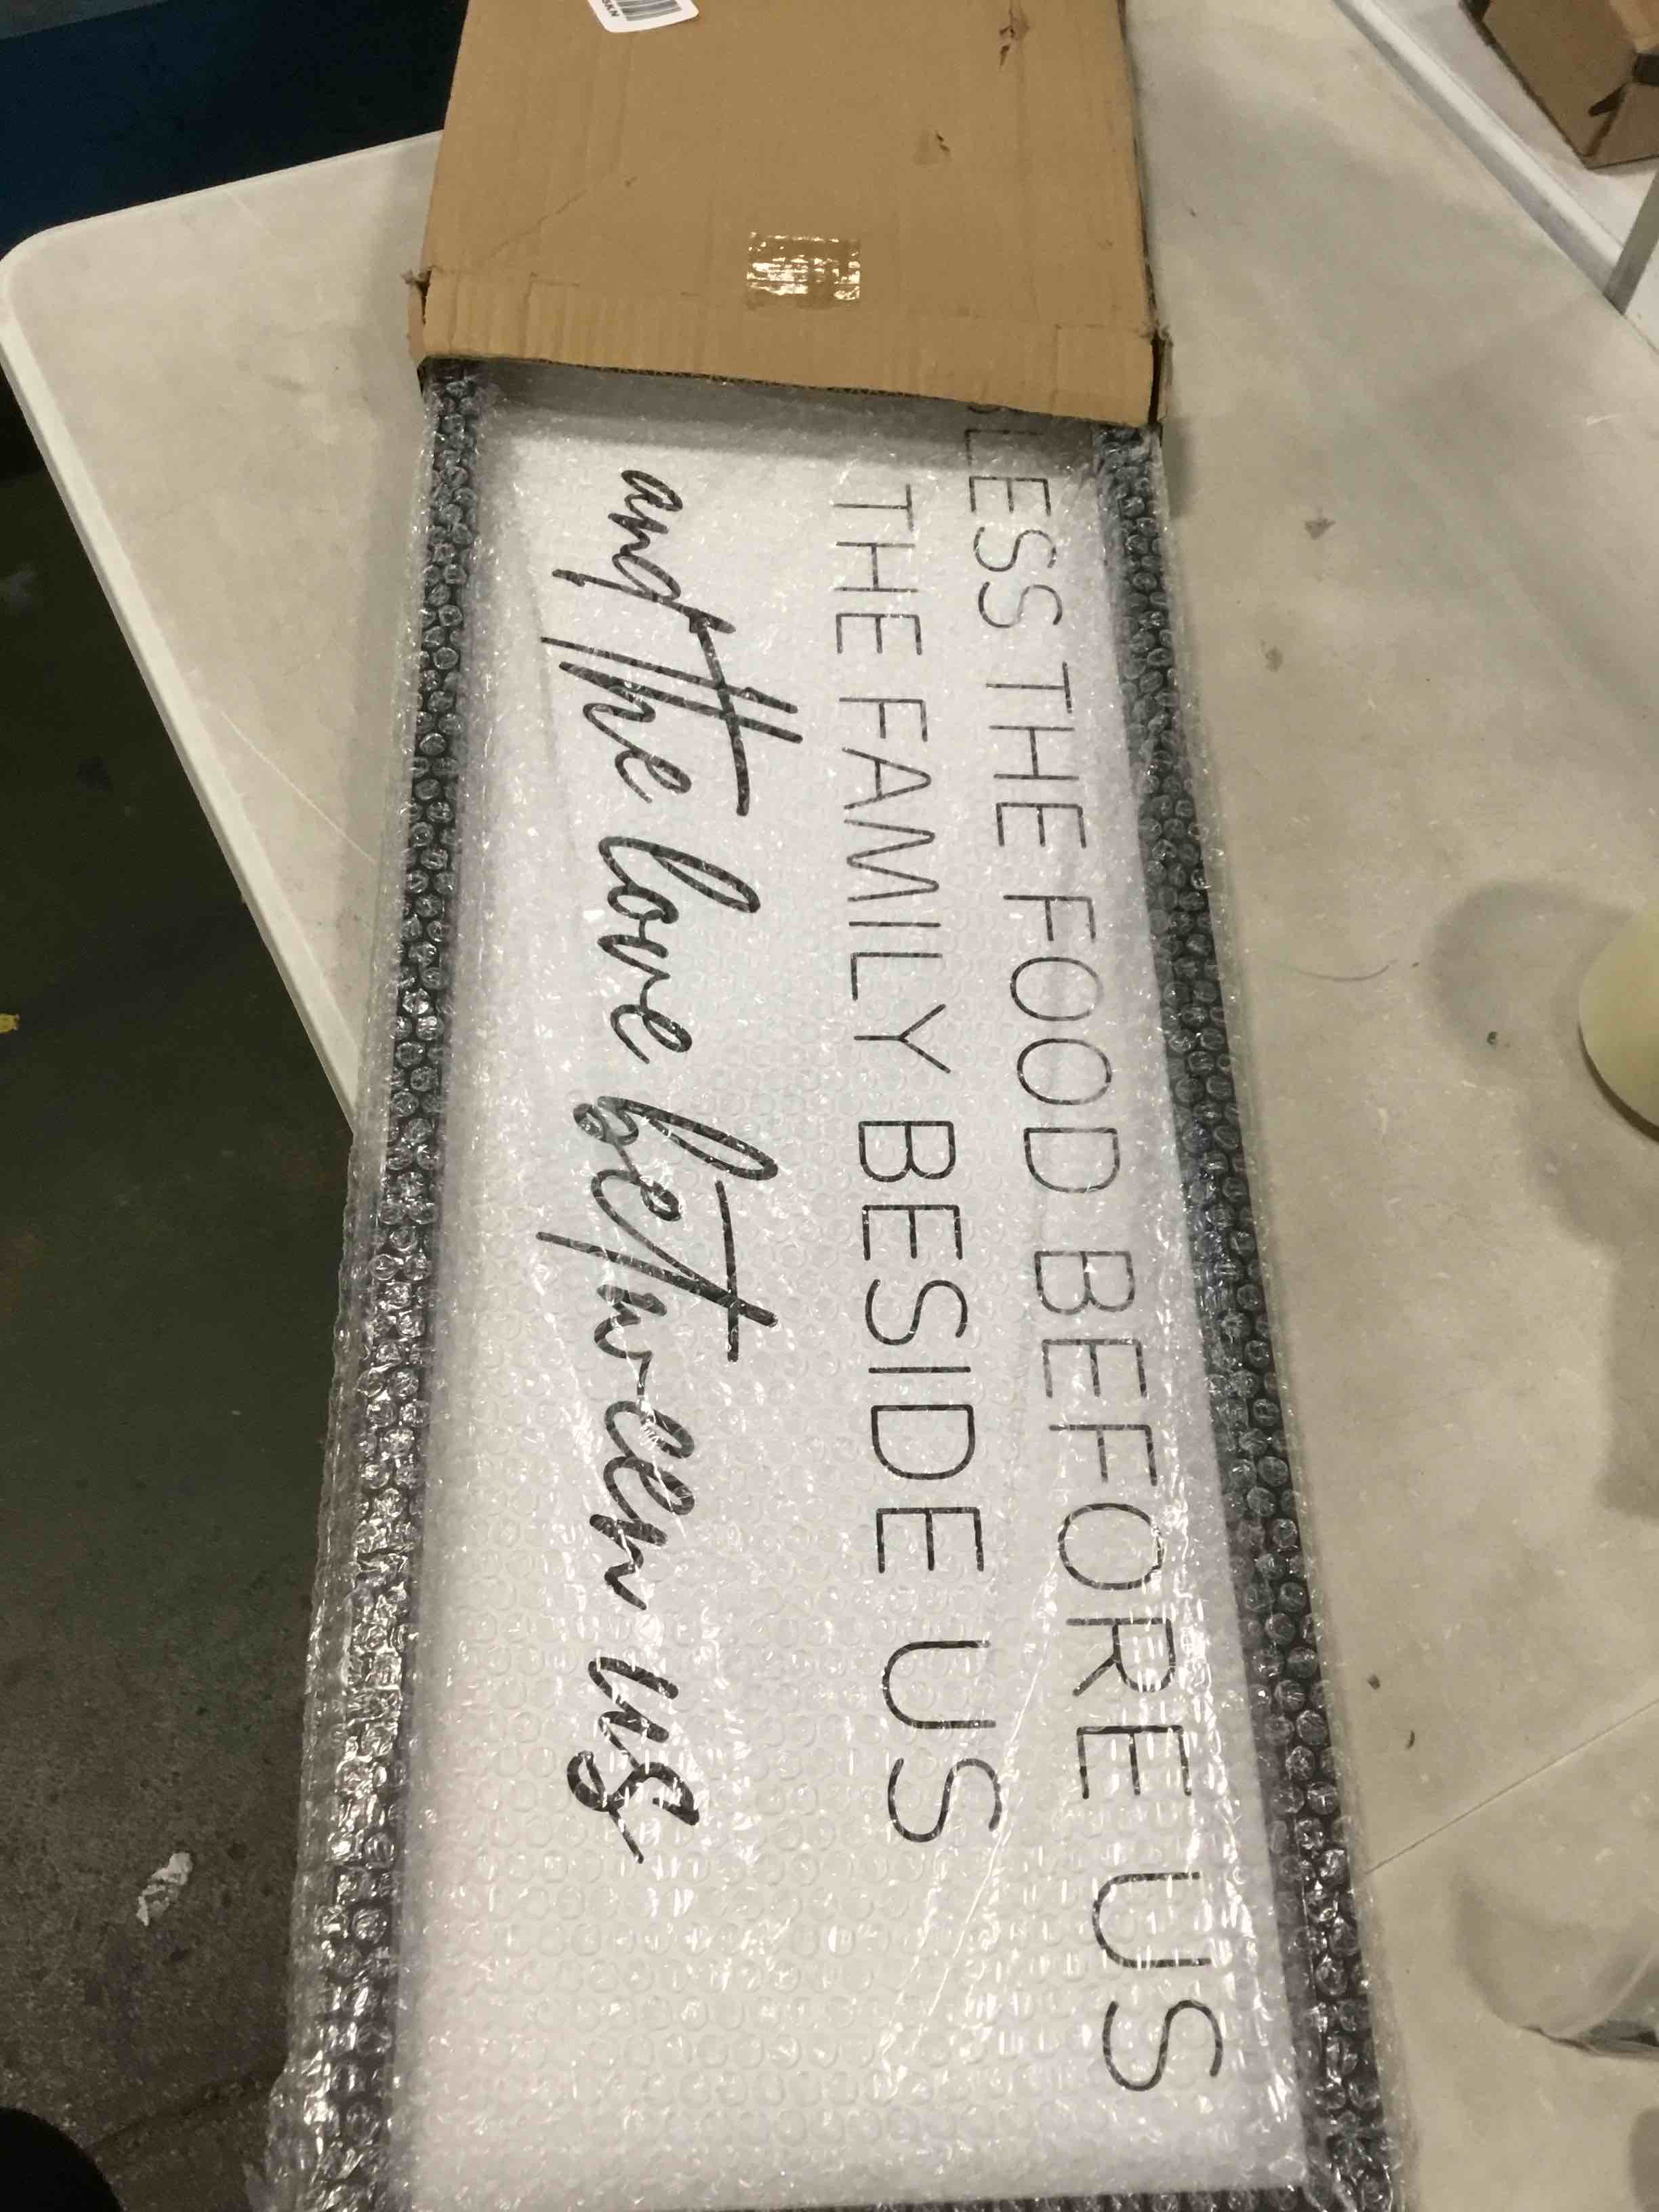 LESS THE FOOD BEFORE US
THE FAMILY BESIDE US
and the love between us